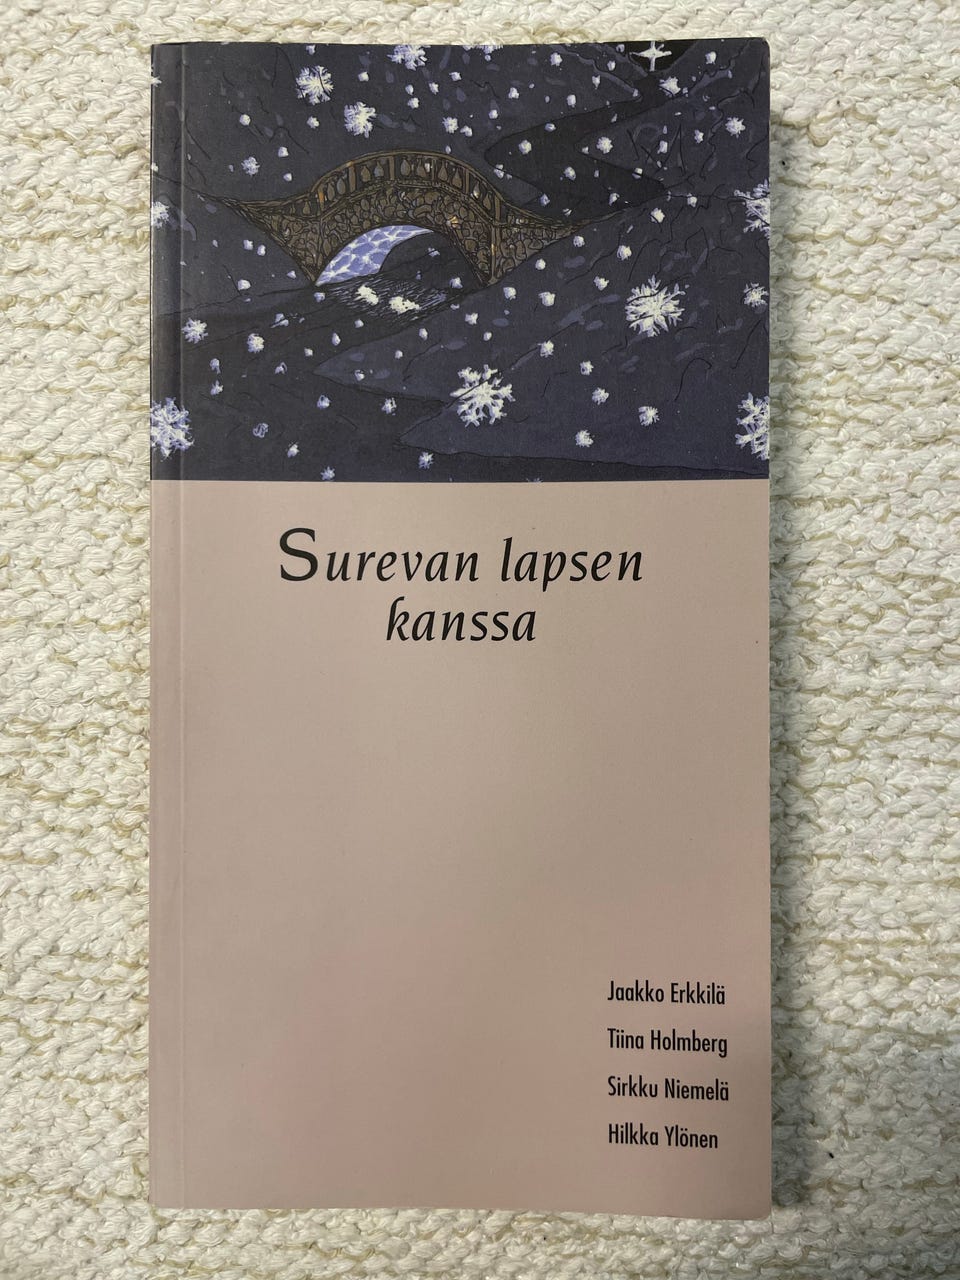 Surevan lapsen
kanssa
Jaakko Erkkilä
Tiina Holmberg
Sirkku Niemelä
Hilkka Ylönen